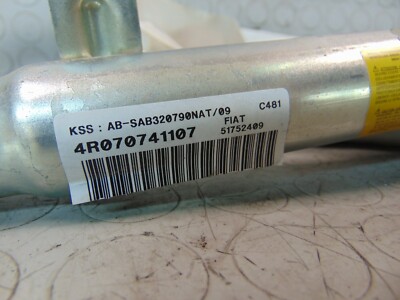 KSS : AB-SAB320790NAT/09 C481
4R070741107 FIAT
51752409